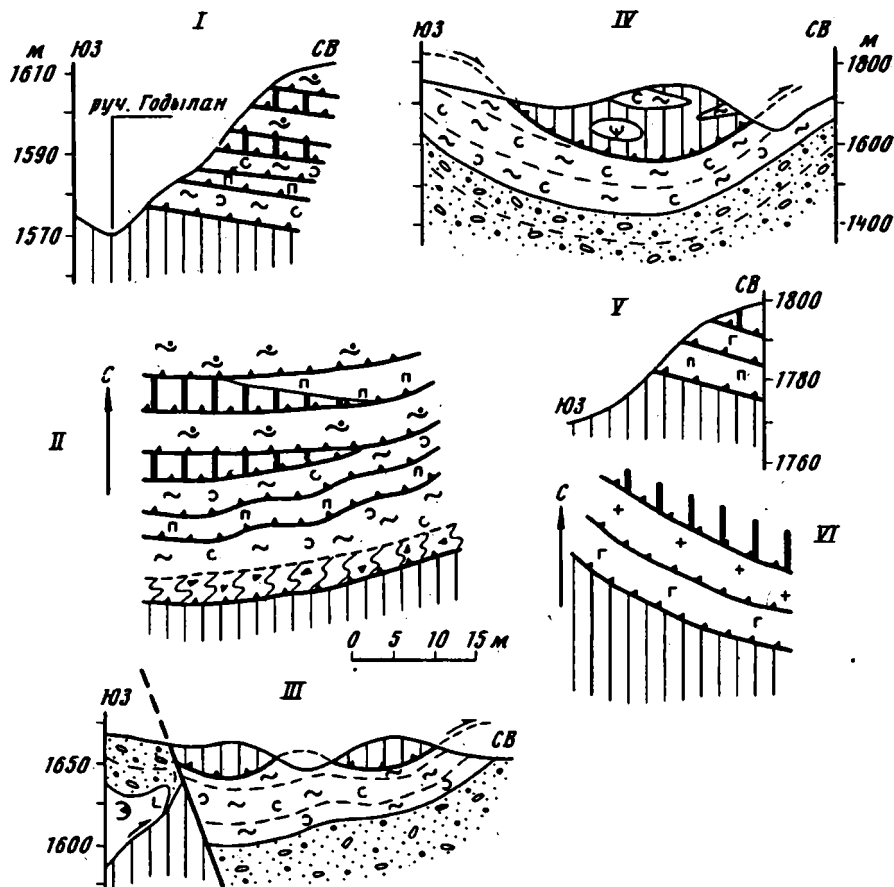 I
ЮЗ
СВ
м
1610
1590
1570
руч. Годылан
IV
ЮЗ
СВ
м
1800
1600
1400
V
СВ
1800
1780
1760
ЮЗ
II
С
0 5 10 15 м
VI
С
III
ЮЗ
СВ
1650
1600